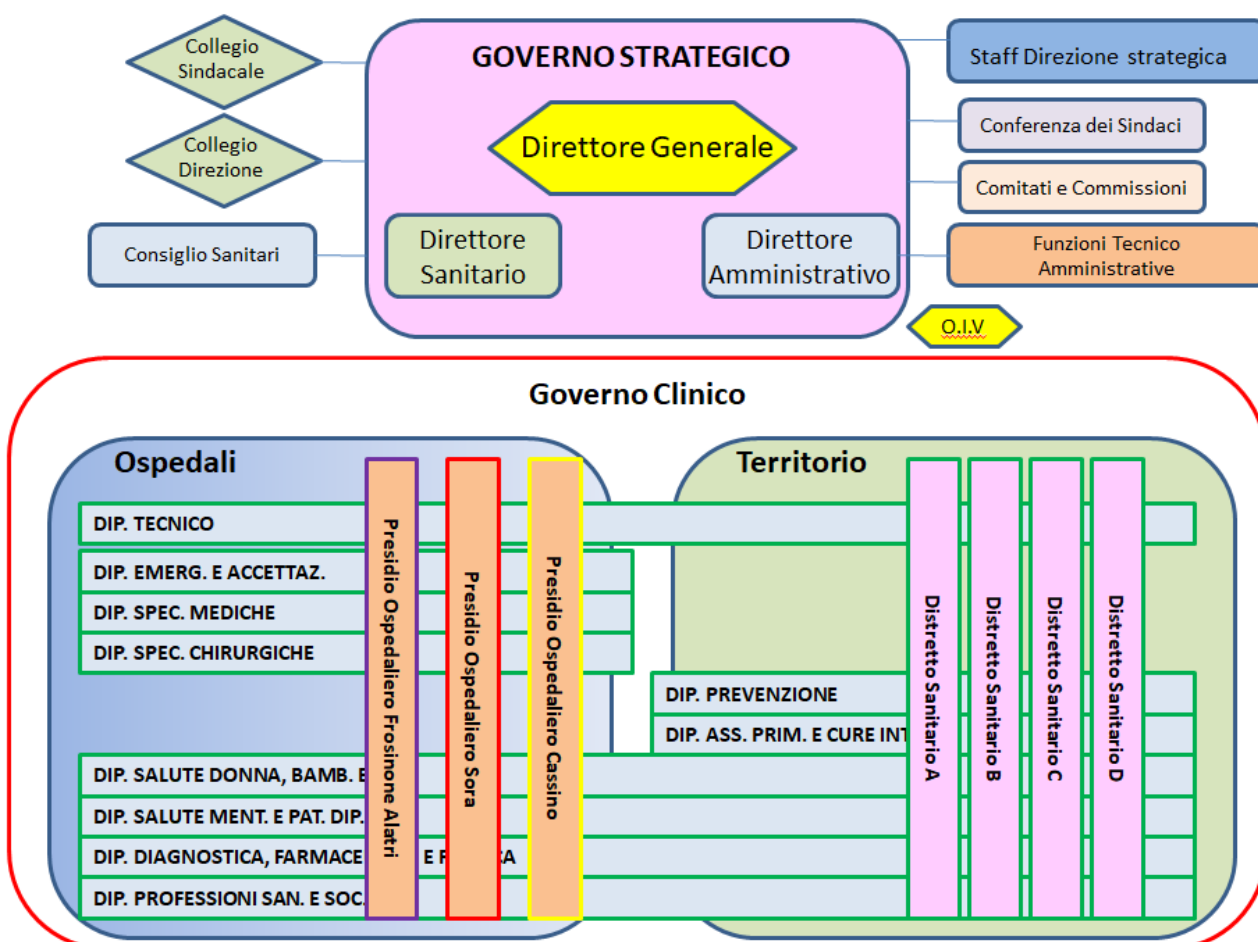 Collegio
Sindacale
GOVERNO STRATEGICO
Staff Direzione strategica
Direttore Generale
Conferenza dei Sindaci
Collegio
Direzione
Comitati e Commissioni
Consiglio Sanitari
Direttore
Sanitario
Direttore
Amministrativo
Funzioni Tecnico
Amministrative
O.I.V
Governo Clinico
Ospedali
Territorio
DIP. TECNICO
DIP. EMERG. E ACCETTAZ.
DIP. SPEC. MEDICHE
DIP. SPEC. CHIRURGICHE
DIP. PREVENZIONE
DIP. ASS. PRIM. E CURE INT
DIP. SALUTE DONNA, BAMB. E
DIP. SALUTE MENT. E PAT. DIP.
DIP. DIAGNOSTICA, FARMACE E
DIP. PROFESSIONI SAN. E SOC.
Presidio Ospedaliero Frosinone Alatri
Presidio Ospedaliero Sora
Presidio Ospedaliero Cassino
Distretto Sanitario A
Distretto Sanitario B
Distretto Sanitario C
Distretto Sanitario D